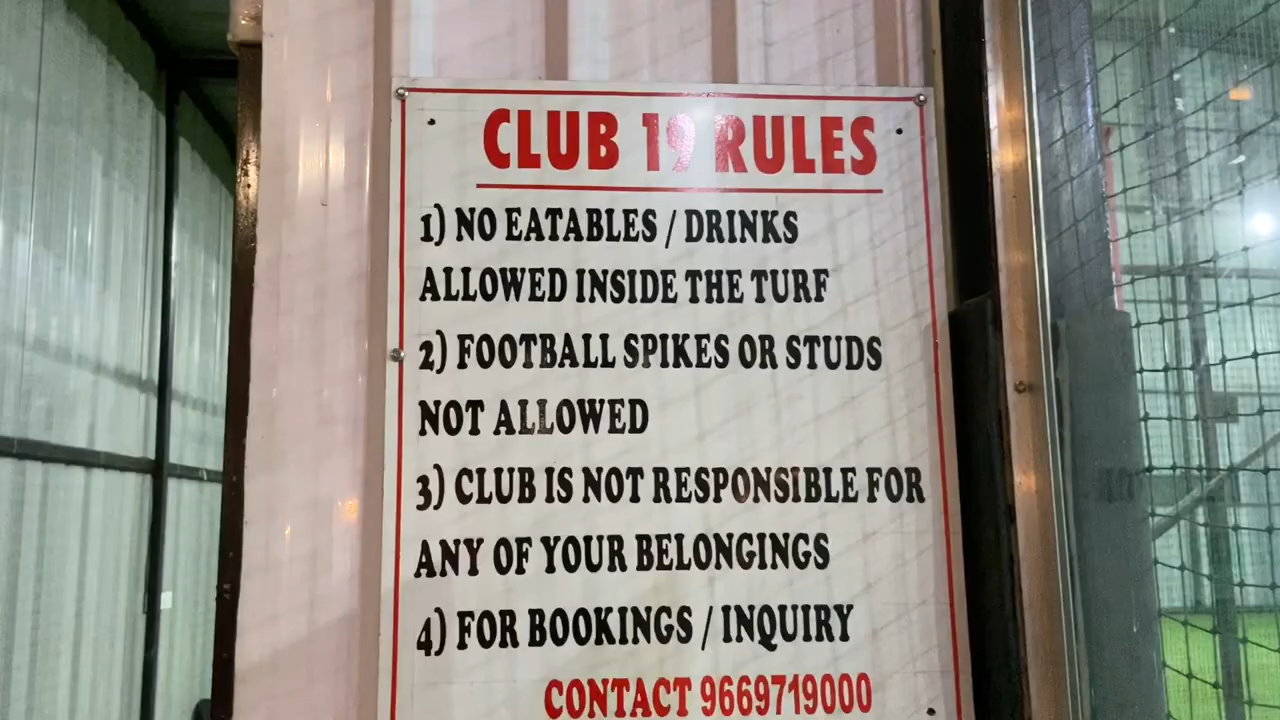 CLUB 19 RULES
1) NO EATABLES / DRINKS
ALLOWED INSIDE THE TURF
2) FOOTBALL SPIKES OR STUDS
NOT ALLOWED
3) CLUB IS NOT RESPONSIBLE FOR
ANY OF YOUR BELONGINGS
4) FOR BOOKINGS / INQUIRY
CONTACT 9669719000